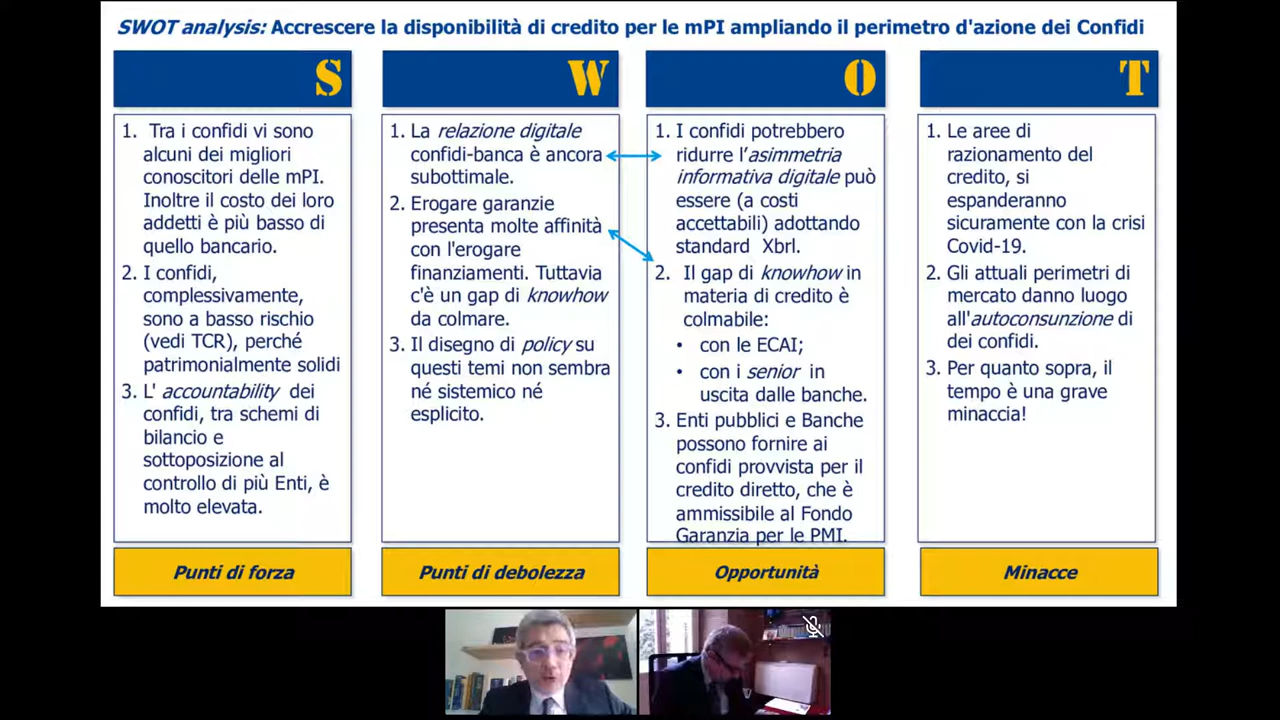 SWOT analysis: Accrescere la disponibilità di credito per le mPI ampliando il perimetro d'azione dei Confidi
S
1. Tra i confidi vi sono
alcuni dei migliori
conoscitori delle mPI.
Inoltre il costo dei loro
addetti è più basso di
quello bancario.
2. I confidi,
complessivamente,
sono a basso rischio
(vedi TCR), perché
patrimonialmente solidi
3. L' accountability dei
confidi, tra schemi di
bilancio e
sottoposizione al
controllo di più Enti, è
molto elevata.
Punti di forza
W
1. La relazione digitale
confidi-banca è ancora
subottimale.
2. Erogare garanzie
presenta molte affinità
con l'erogare
finanziamenti. Tuttavia
c'è un gap di knowhow
da colmare.
3. Il disegno di policy su
questi temi non sembra
né sistemico né
esplicito.
Punti di debolezza
O
1. I confidi potrebbero
ridurre l'asimmetria
informativa digitale può
essere (a costi
accettabili) adottando
standard Xbrl.
2. Il gap di knowhow in
materia di credito è
colmabile:
• con le ECAI;
• con i senior in
uscita dalle banche.
3. Enti pubblici e Banche
possono fornire ai
confidi provvista per il
credito diretto, che è
ammissibile al Fondo
Garanzia per le PMI.
Opportunità
T
1. Le aree di
razionamento del
credito, si
espanderanno
sicuramente con la crisi
Covid-19.
2. Gli attuali perimetri di
mercato danno luogo
all'autoconsunzione di
dei confidi.
3. Per quanto sopra, il
tempo è una grave
minaccia!
Minacce